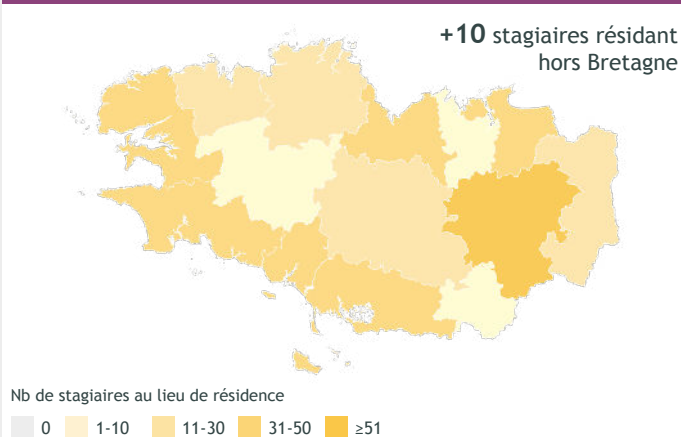 +10 stagiaires résidant
hors Bretagne
Nb de stagiaires au lieu de résidence
0 1-10 11-30 31-50 ≥51